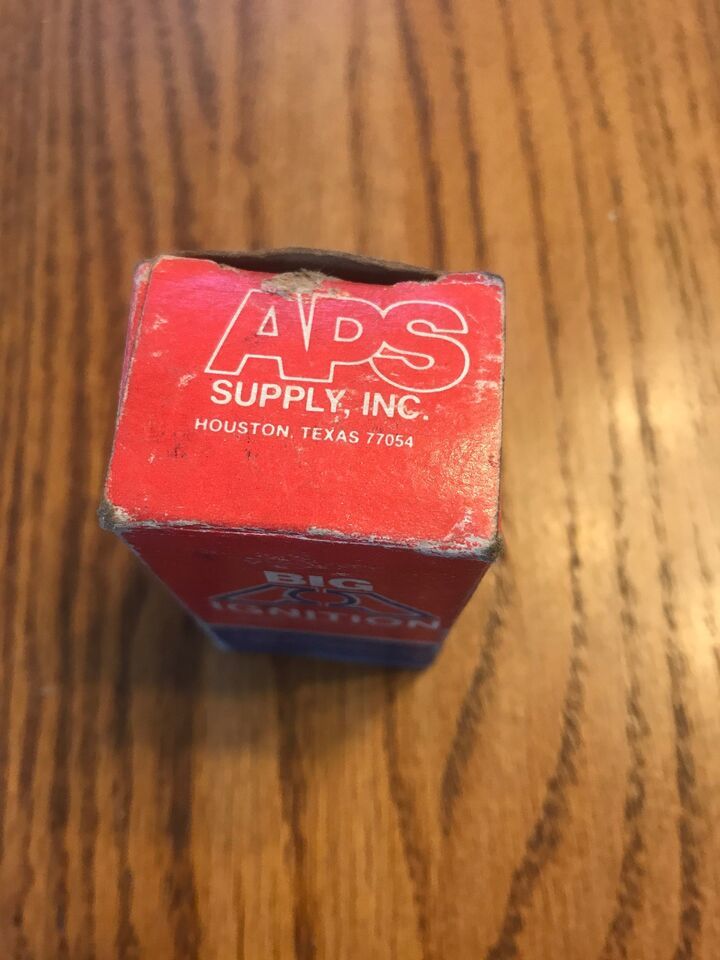 APS
SUPPLY, INC.
HOUSTON, TEXAS 77054
BIG
IGNITION